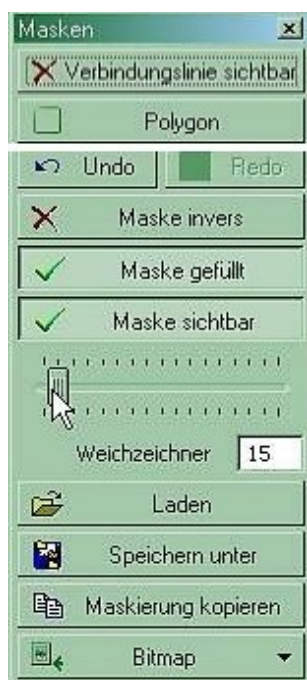 Masken
Verbindungslinie sichtbar
Polygon
Undo Redo
Maske invers
Maske gefüllt
Maske sichtbar
Weichzeichner 15
Laden
Speichern unter
Maskierung kopieren
Bitmap